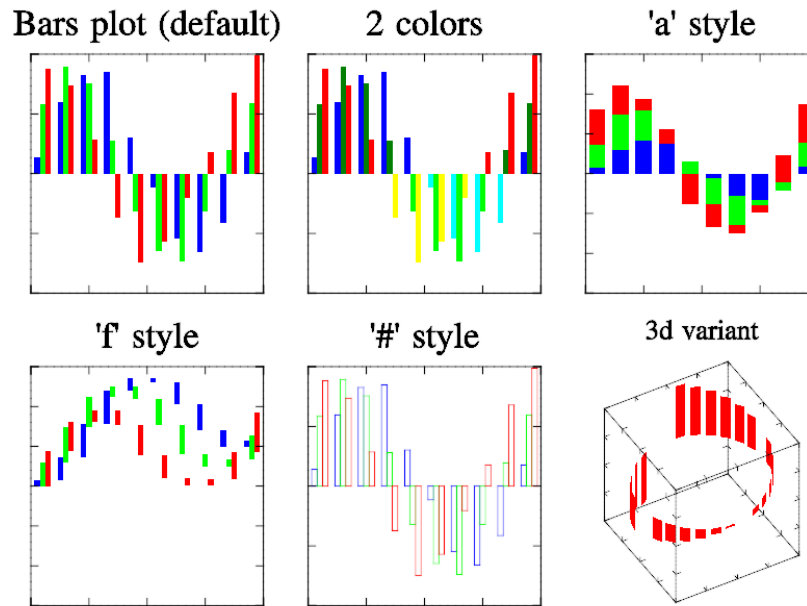 Bars plot (default)
2 colors
'a' style
'f' style
'#' style
3d variant